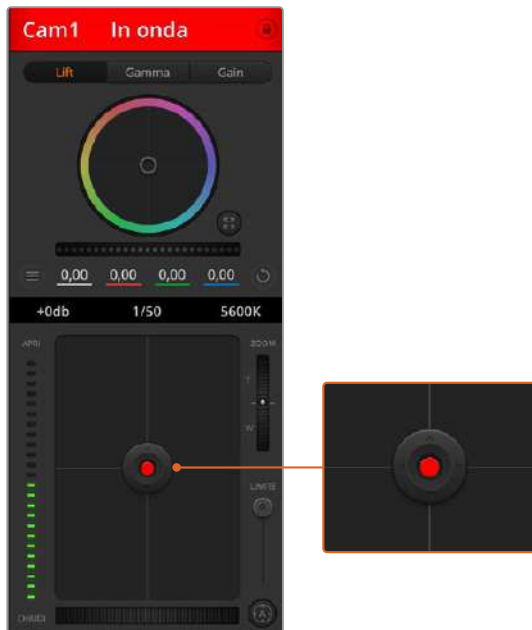 Cam1 In onda
Lift Gamma Gain
0,00 0,00 0,00 0,00
+0db 1/50 5600K
APRI ZOOM
T
W
LIMITE
CHIUDI
A